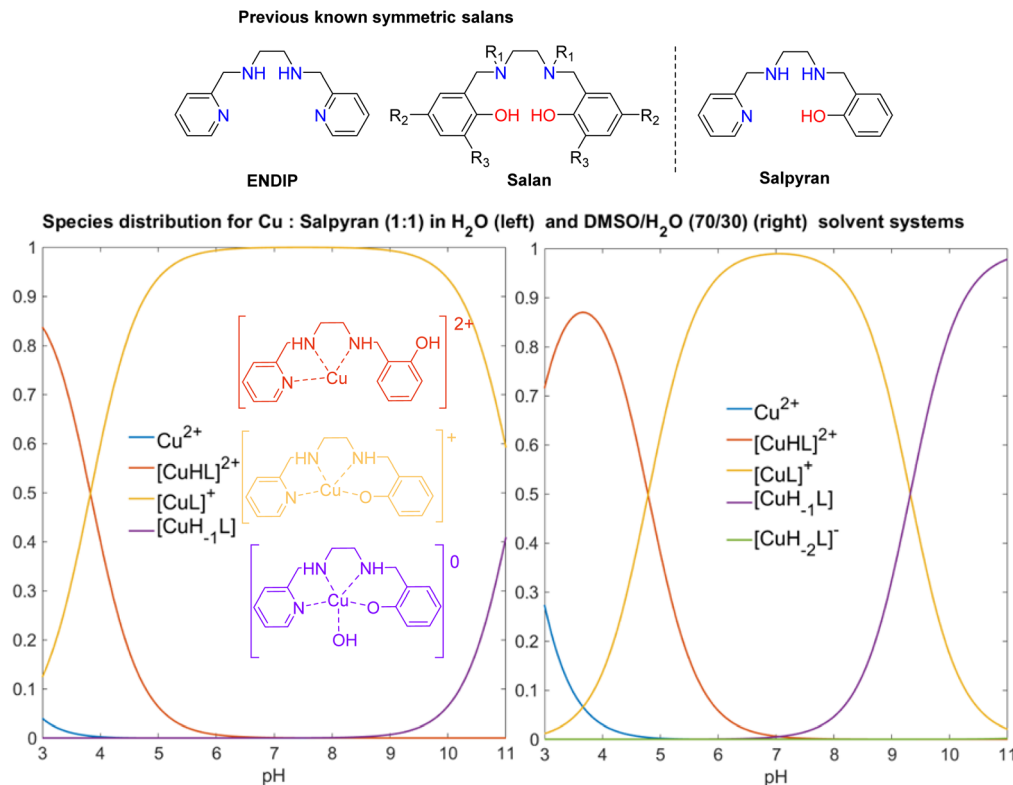 Previous known symmetric salans
NH HN
N N
ENDIP
R1 R1
N N
R2 OH HO R2
R3 R3
Salan
NH HN
N HO
Salpyran
Species distribution for Cu : Salpyran (1:1) in H2O (left) and DMSO/H2O (70/30) (right) solvent systems
1
0.9
0.8
0.7
0.6
0.5
0.4
0.3
0.2
0.1
0
3 4 5 6 7 8 9 10 11
pH
Cu2+
[CuHL]2+
[CuL]+
[CuH-1L]
2+
HN NH OH
N Cu
+
HN NH
N Cu O
0
HN NH
N Cu O
OH
1
0.9
0.8
0.7
0.6
0.5
0.4
0.3
0.2
0.1
0
3 4 5 6 7 8 9 10 11
pH
Cu2+
[CuHL]2+
[CuL]+
[CuH-1L]
[CuH-2L]-